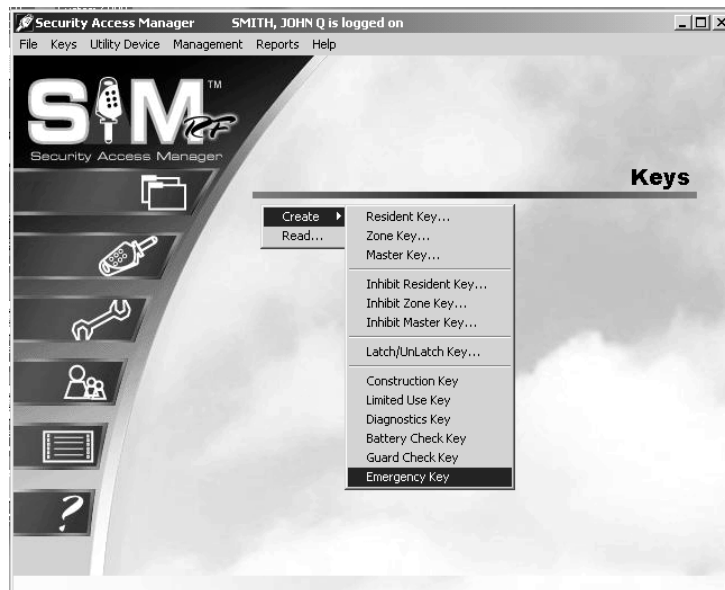 Security Access Manager SMITH, JOHN Q is logged on
File Keys Utility Device Management Reports Help
SAM™
RF
Security Access Manager
Keys
Create
Read...
Resident Key...
Zone Key...
Master Key...
Inhibit Resident Key...
Inhibit Zone Key...
Inhibit Master Key...
Latch/UnLatch Key...
Construction Key
Limited Use Key
Diagnostics Key
Battery Check Key
Guard Check Key
Emergency Key
?